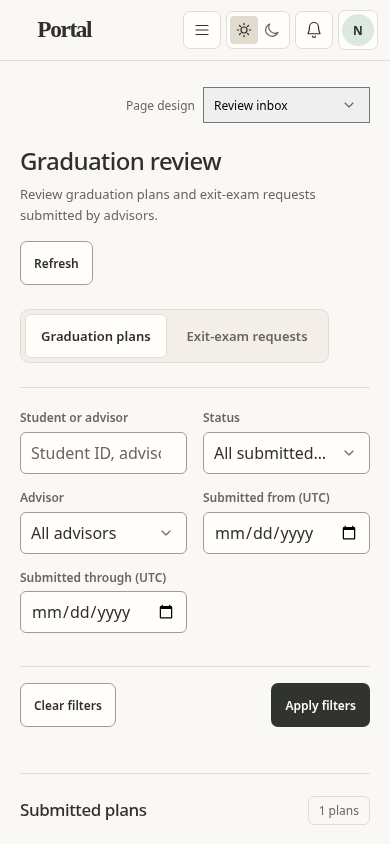 Portal
N
Page design
Review inbox
Graduation review
Review graduation plans and exit-exam requests
submitted by advisors.
Refresh
Graduation plans
Exit-exam requests
Student or advisor
Status
Student ID, adviso
All submitted...
Advisor
Submitted from (UTC)
All advisors
mm/dd/yyyy
Submitted through (UTC)
mm/dd/yyyy
Clear filters
Apply filters
Submitted plans
1 plans